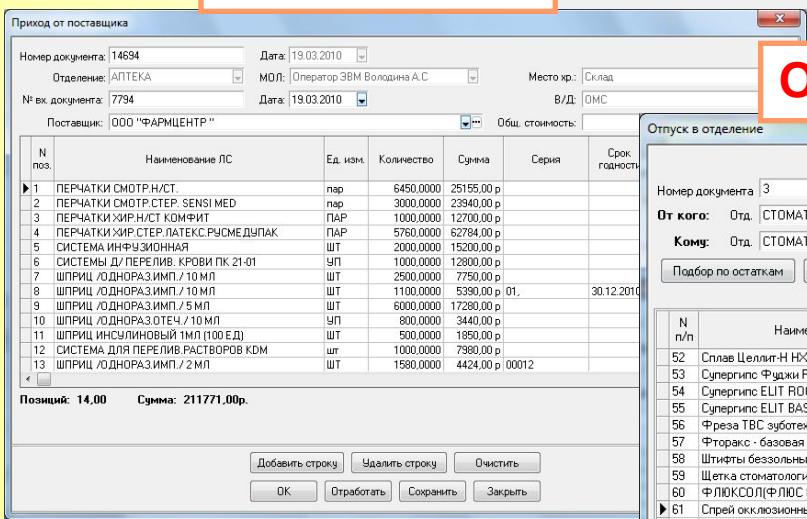 Приход от поставщика
Номер документа: 14694 Дата: 19.03.2010
Отделение: АПТЕКА МОЛ: Оператор ЭВМ Володина А.С Место хр.: Склад
№ вх. документа: 7794 Дата: 19.03.2010 В/Д: ОМС
Поставщик: ООО "ФАРМЦЕНТР " Общ. стоимость:
N поз. Наименование ЛС Ед. изм. Количество Сумма Серия Срок годности
1 ПЕРЧАТКИ СМОТР.Н/СТ. пар 6450,0000 25155,00 р
2 ПЕРЧАТКИ СМОТР.СТЕР. SENSI MED пар 3000,0000 23940,00 р
3 ПЕРЧАТКИ ХИР.Н/СТ КОМФИТ ПАР 1000,0000 12700,00 р
4 ПЕРЧАТКИ ХИР.СТЕР.ЛАТЕКС.РУСМЕДУПАК ПАР 5760,0000 62784,00 р
5 СИСТЕМА ИНФУЗИОННАЯ ШТ 2000,0000 15200,00 р
6 СИСТЕМЫ Д/ ПЕРЕЛИВ. КРОВИ ПК 21-01 УП 1000,0000 12800,00 р
7 ШПРИЦ /ОДНОРАЗ.ИМП./ 10 МЛ ШТ 2500,0000 7750,00 р
8 ШПРИЦ /ОДНОРАЗ.ИМП./ 10 МЛ ШТ 1100,0000 5390,00 р 01, 30.12.2010
9 ШПРИЦ /ОДНОРАЗ.ИМП./ 5 МЛ ШТ 6000,0000 17280,00 р
10 ШПРИЦ /ОДНОРАЗ.ОТЕЧ./ 10 МЛ УП 800,0000 3440,00 р
11 ШПРИЦ ИНСУЛИНОВЫЙ 1МЛ (100 ЕД) ШТ 500,0000 1850,00 р
12 СИСТЕМА ДЛЯ ПЕРЕЛИВ.РАСТВОРОВ KDM шт 1000,0000 7980,00 р
13 ШПРИЦ /ОДНОРАЗ.ИМП./ 2 МЛ ШТ 1580,0000 4424,00 р 00012
Позиций: 14,00 Сумма: 211771,00р.
Добавить строку Удалить строку Очистить
OK Отработать Сохранить Закрыть
О
Отпуск в отделение
Номер документа 3
От кого: Отд. СТОМАТ
Кому: Отд. СТОМАТ
Подбор по остаткам
N п/п Наиме
52 Сплав Целлит-Н НХ
53 Супергипс Фуджи Р
54 Супергипс ELIT ROC
55 Супергипс ELIT BAS
56 Фреза ТВС зуботех
57 Фторакс - базовая
58 Штифты беззольны
59 Щетка стоматологи
60 ФЛЮКСОЛ(ФЛЮС
61 Спрей окклюзионны